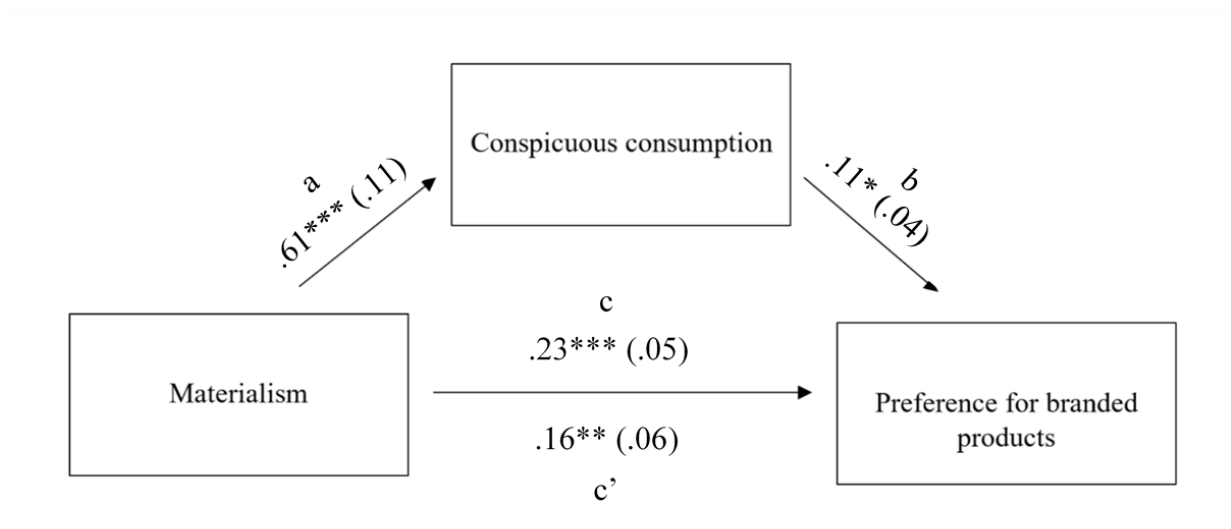 Conspicuous consumption
a
.61*** (.11)
b
.11* (.04)
c
.23*** (.05)
Materialism
Preference for branded
products
.16** (.06)
c’